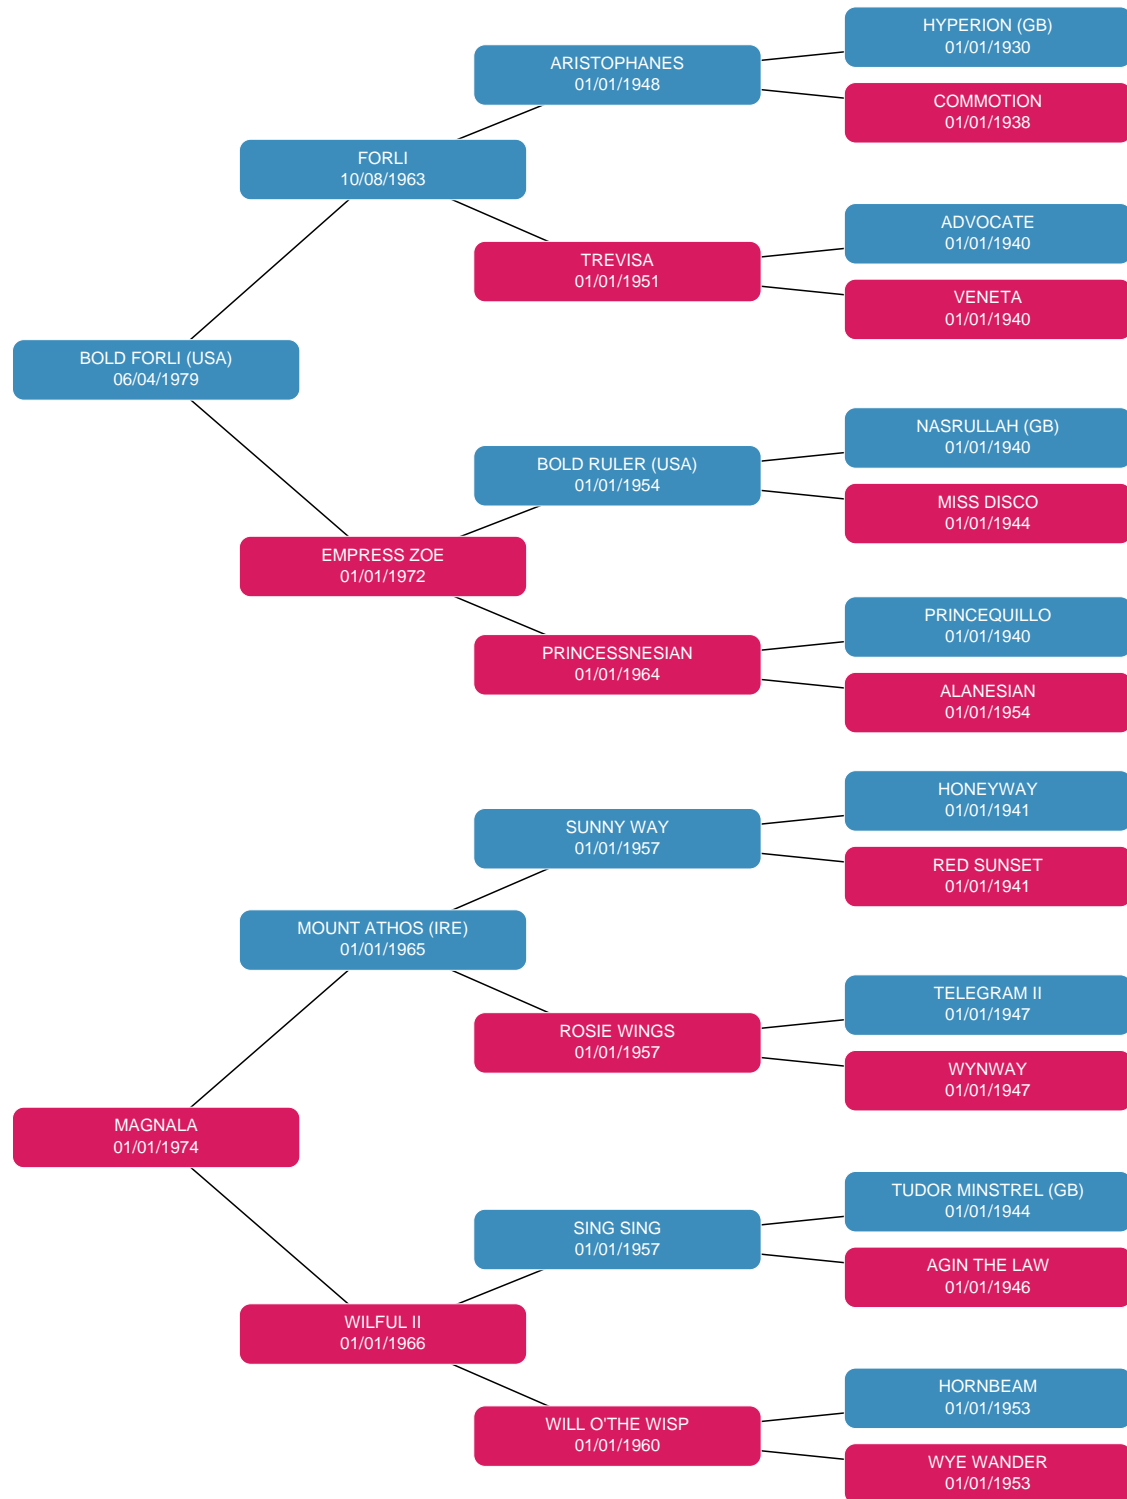 HYPERION (GB)
01/01/1930
ARISTOPHANES
01/01/1948
COMMOTION
01/01/1938
FORLI
10/08/1963
ADVOCATE
01/01/1940
TREVISA
01/01/1951
VENETA
01/01/1940
BOLD FORLI (USA)
06/04/1979
NASRULLAH (GB)
01/01/1940
BOLD RULER (USA)
01/01/1954
MISS DISCO
01/01/1944
EMPRESS ZOE
01/01/1972
PRINCEQUILLO
01/01/1940
PRINCESSNESIAN
01/01/1964
ALANESIAN
01/01/1954
HONEYWAY
01/01/1941
SUNNY WAY
01/01/1957
RED SUNSET
01/01/1941
MOUNT ATHOS (IRE)
01/01/1965
TELEGRAM II
01/01/1947
ROSIE WINGS
01/01/1957
WYNWAY
01/01/1947
MAGNALA
01/01/1974
TUDOR MINSTREL (GB)
01/01/1944
SING SING
01/01/1957
AGIN THE LAW
01/01/1946
WILFUL II
01/01/1966
HORNBEAM
01/01/1953
WILL O'THE WISP
01/01/1960
WYE WANDER
01/01/1953